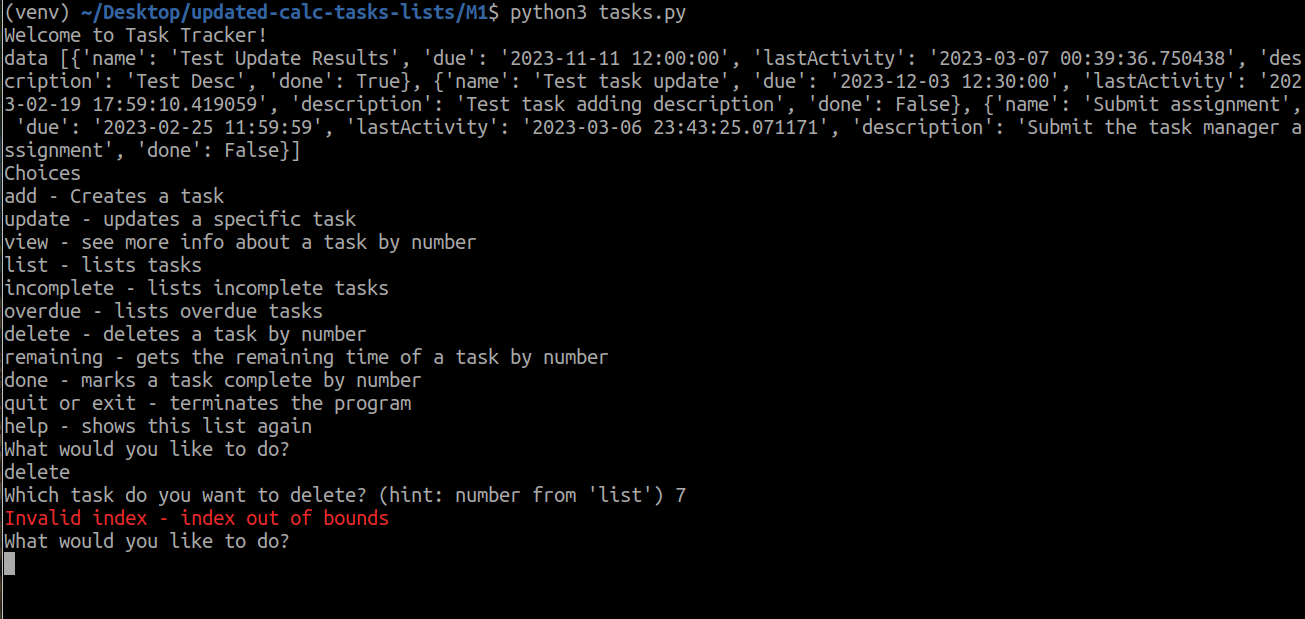 (venv) ~/Desktop/updated-calc-tasks-lists/M1$ python3 tasks.py
Welcome to Task Tracker!
data [{'name': 'Test Update Results', 'due': '2023-11-11 12:00:00', 'lastActivity': '2023-03-07 00:39:36.750438', 'des
cription': 'Test Desc', 'done': True}, {'name': 'Test task update', 'due': '2023-12-03 12:30:00', 'lastActivity': '202
3-02-19 17:59:10.419059', 'description': 'Test task adding description', 'done': False}, {'name': 'Submit assignment',
 'due': '2023-02-25 11:59:59', 'lastActivity': '2023-03-06 23:43:25.071171', 'description': 'Submit the task manager a
ssignment', 'done': False}]
Choices
add - Creates a task
update - updates a specific task
view - see more info about a task by number
list - lists tasks
incomplete - lists incomplete tasks
overdue - lists overdue tasks
delete - deletes a task by number
remaining - gets the remaining time of a task by number
done - marks a task complete by number
quit or exit - terminates the program
help - shows this list again
What would you like to do?
delete
Which task do you want to delete? (hint: number from 'list') 7
Invalid index - index out of bounds
What would you like to do?